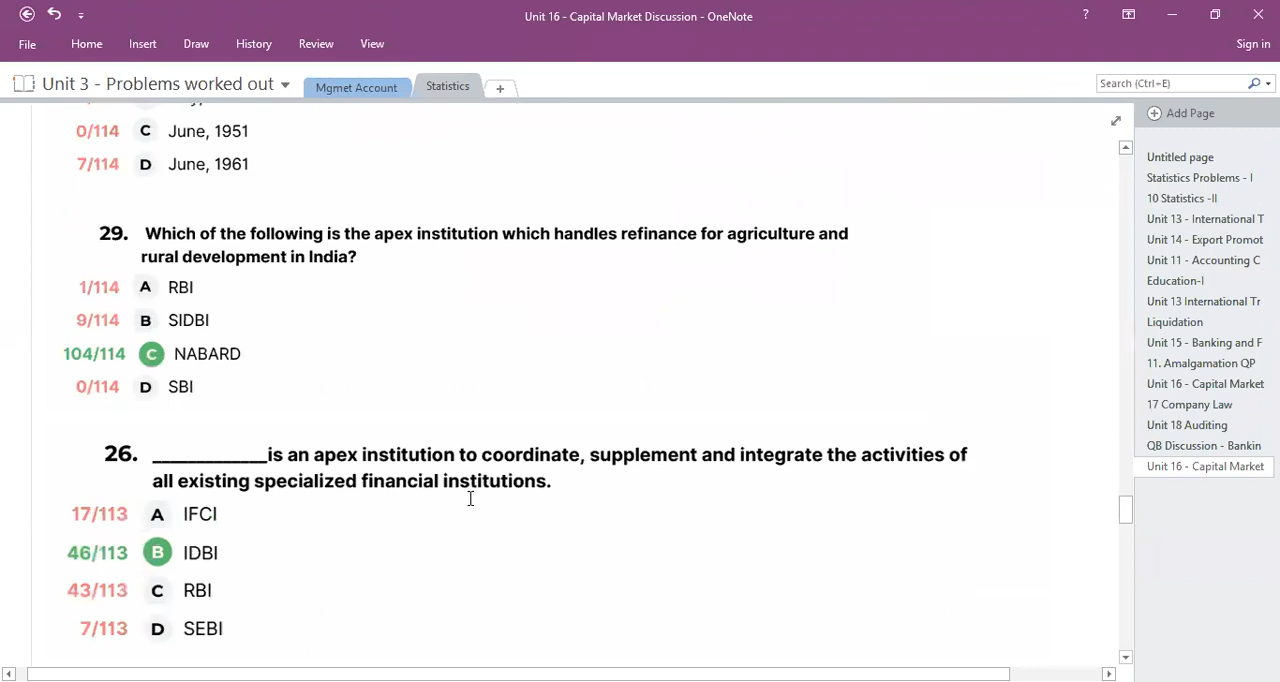 Unit 16 - Capital Market Discussion - OneNote
?
File Home Insert Draw History Review View
Sign in
Unit 3 - Problems worked out
Mgmet Account
Statistics
+
Search (Ctrl+E)
Add Page
0/114 C June, 1951
7/114 D June, 1961
29. Which of the following is the apex institution which handles refinance for agriculture and
rural development in India?
1/114 A RBI
9/114 B SIDBI
104/114 C NABARD
0/114 D SBI
26. ____________is an apex institution to coordinate, supplement and integrate the activities of
all existing specialized financial institutions.
17/113 A IFCI
46/113 B IDBI
43/113 C RBI
7/113 D SEBI
Untitled page
Statistics Problems - I
10 Statistics -II
Unit 13 - International T
Unit 14 - Export Promot
Unit 11 - Accounting C
Education-I
Unit 13 International Tr
Liquidation
Unit 15 - Banking and F
11. Amalgamation QP
Unit 16 - Capital Market
17 Company Law
Unit 18 Auditing
QB Discussion - Bankin
Unit 16 - Capital Market